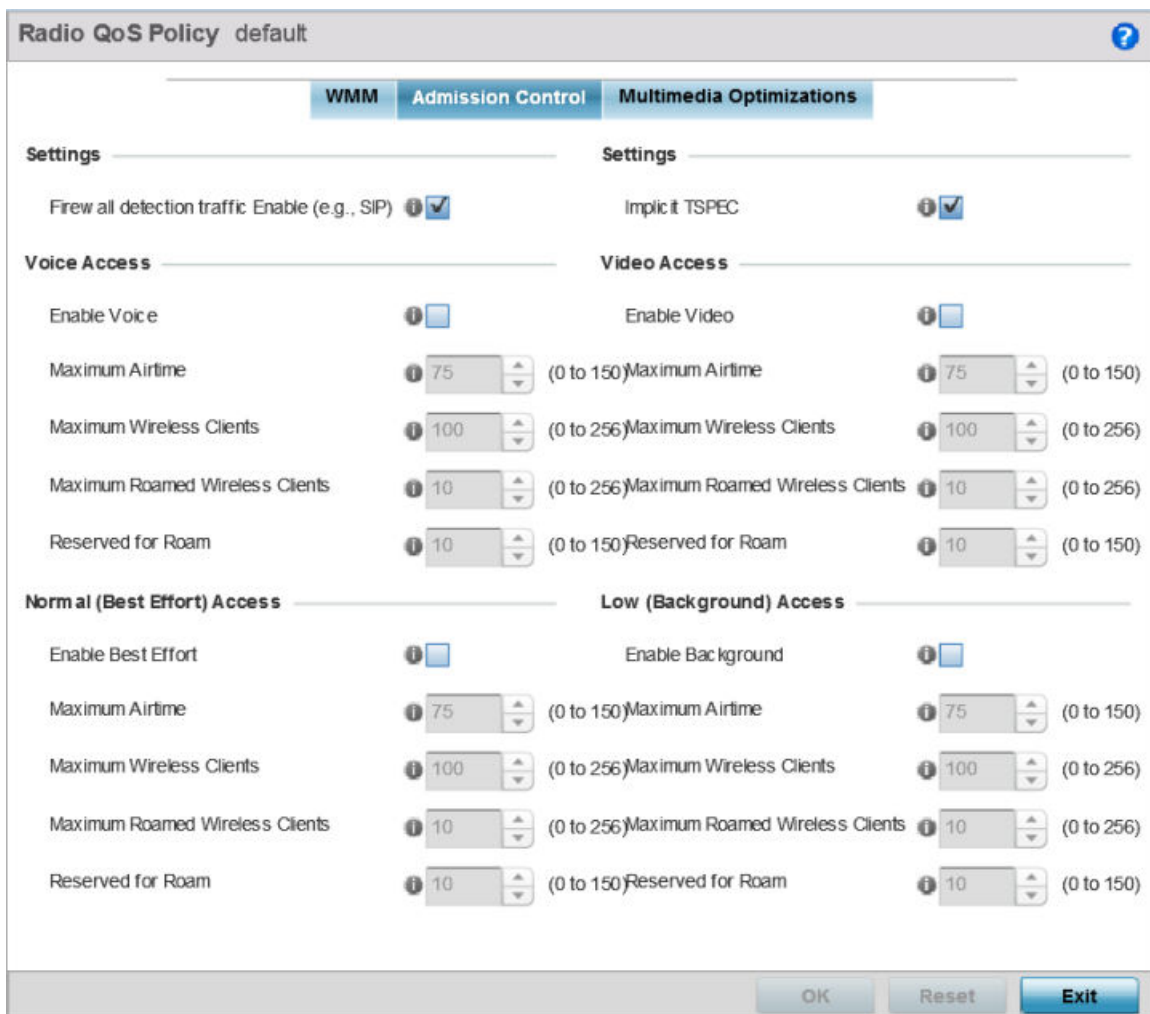 Radio QoS Policy default
?
WMM Admission Control Multimedia Optimizations
Settings Settings
Firewall detection traffic Enable (e.g., SIP) Implicit TSPEC
Voice Access Video Access
Enable Voice Enable Video
Maximum Airtime 75 (0 to 150) Maximum Airtime 75 (0 to 150)
Maximum Wireless Clients 100 (0 to 256) Maximum Wireless Clients 100 (0 to 256)
Maximum Roamed Wireless Clients 10 (0 to 256) Maximum Roamed Wireless Clients 10 (0 to 256)
Reserved for Roam 10 (0 to 150) Reserved for Roam 10 (0 to 150)
Normal (Best Effort) Access Low (Background) Access
Enable Best Effort Enable Background
Maximum Airtime 75 (0 to 150) Maximum Airtime 75 (0 to 150)
Maximum Wireless Clients 100 (0 to 256) Maximum Wireless Clients 100 (0 to 256)
Maximum Roamed Wireless Clients 10 (0 to 256) Maximum Roamed Wireless Clients 10 (0 to 256)
Reserved for Roam 10 (0 to 150) Reserved for Roam 10 (0 to 150)
OK Reset Exit